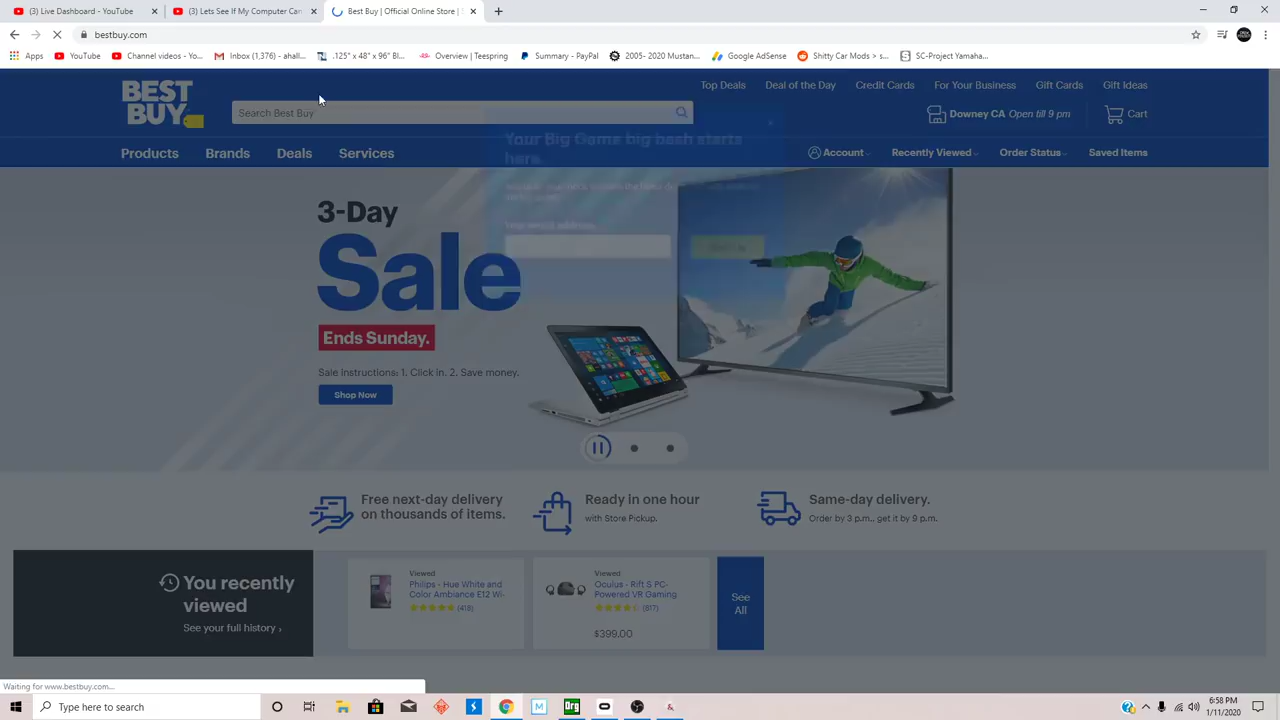 (3) Live Dashboard - YouTube
(3) Lets See If My Computer Can
Best Buy | Official Online Store |
bestbuy.com
Apps
YouTube
Channel videos - Yo...
Inbox (1,376) - ahall...
.125" x 48" x 96" Bl...
Overview | Teespring
Summary - PayPal
2005- 2020 Mustan...
Google AdSense
Shitty Car Mods > s...
SC-Project Yamaha...
BEST
BUY
Top Deals
Deal of the Day
Credit Cards
For Your Business
Gift Cards
Gift Ideas
Search Best Buy
Downey CA Open till 9 pm
Cart
Your Big Game big bash starts
here.
Products
Brands
Deals
Services
Account
Recently Viewed
Order Status
Saved Items
Your email address
3-Day
Sale
Ends Sunday.
Sale instructions: 1. Click in. 2. Save money.
Shop Now
Free next-day delivery
on thousands of items.
Ready in one hour
with Store Pickup.
Same-day delivery.
Order by 3 p.m., get it by 9 p.m.
You recently
viewed
See your full history ›
Viewed
Philips - Hue White and
Color Ambiance E12 Wi-
(418)
Viewed
Oculus - Rift S PC-
Powered VR Gaming
(817)
$399.00
See
All
Waiting for www.bestbuy.com...
Type here to search
M
Org
6:58 PM
1/11/2020